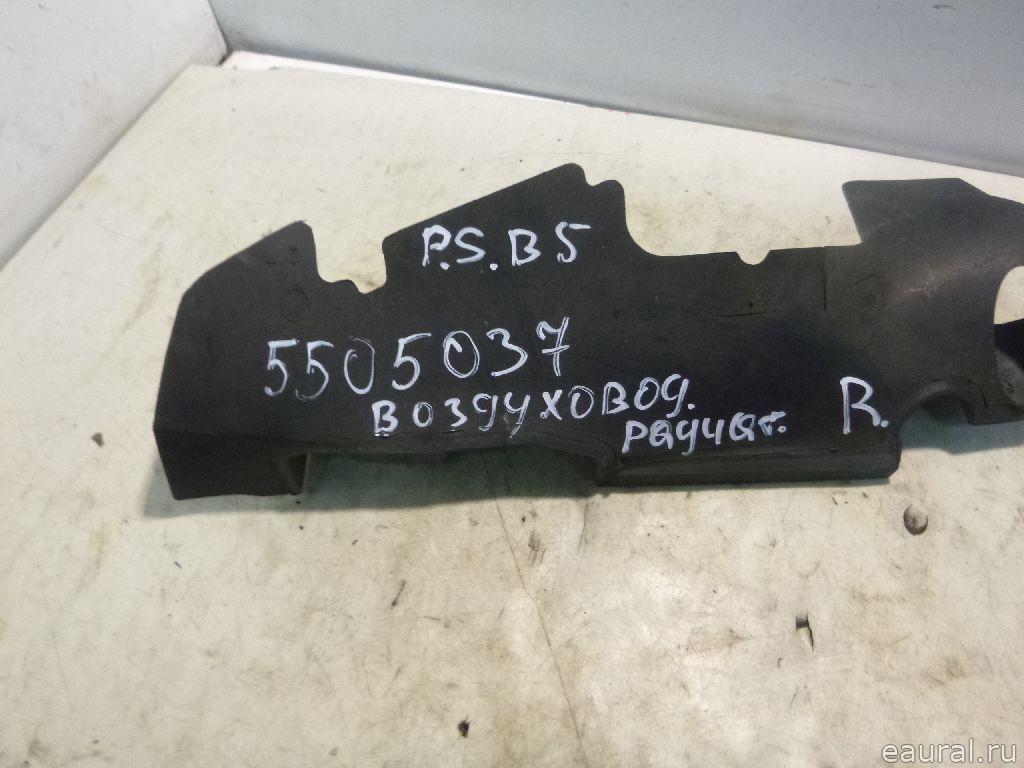 P.S.B5
5505037
ВОЗДУХОВОД.
РАДИАТ.
R.
eaural.ru